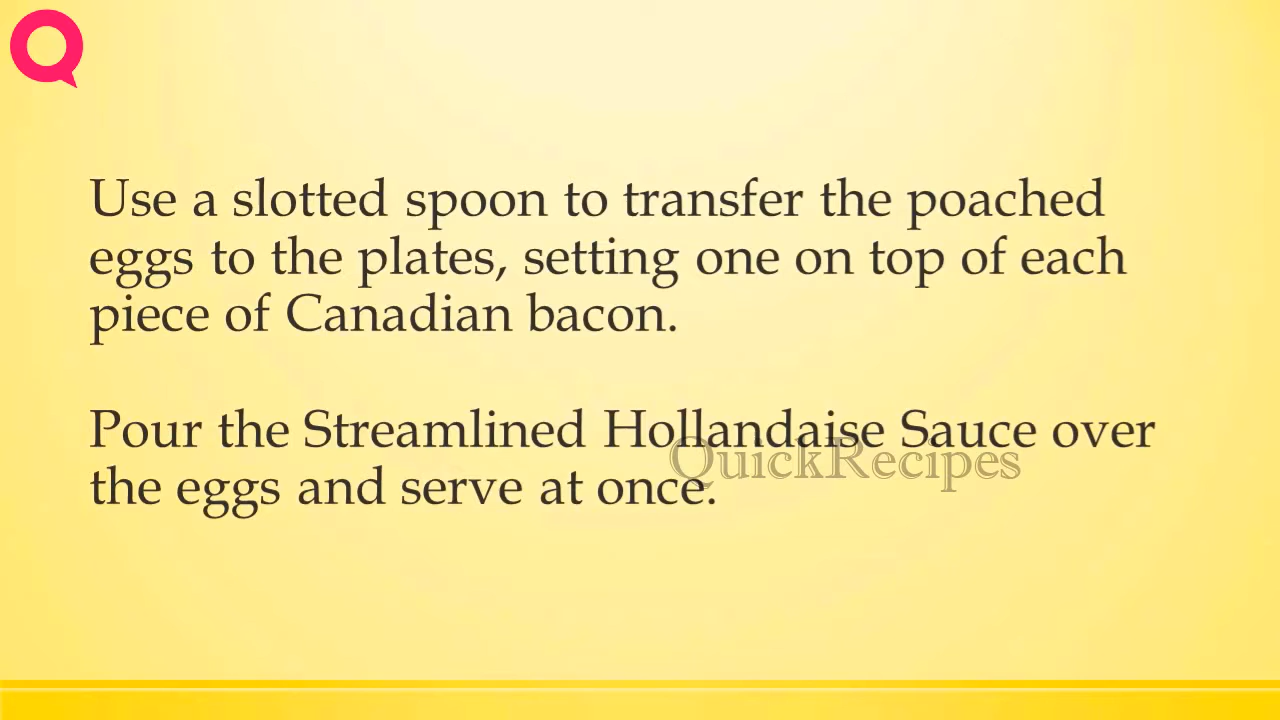 Use a slotted spoon to transfer the poached
eggs to the plates, setting one on top of each
piece of Canadian bacon.
Pour the Streamlined Hollandaise Sauce over
QuickRecipes
the eggs and serve at once.